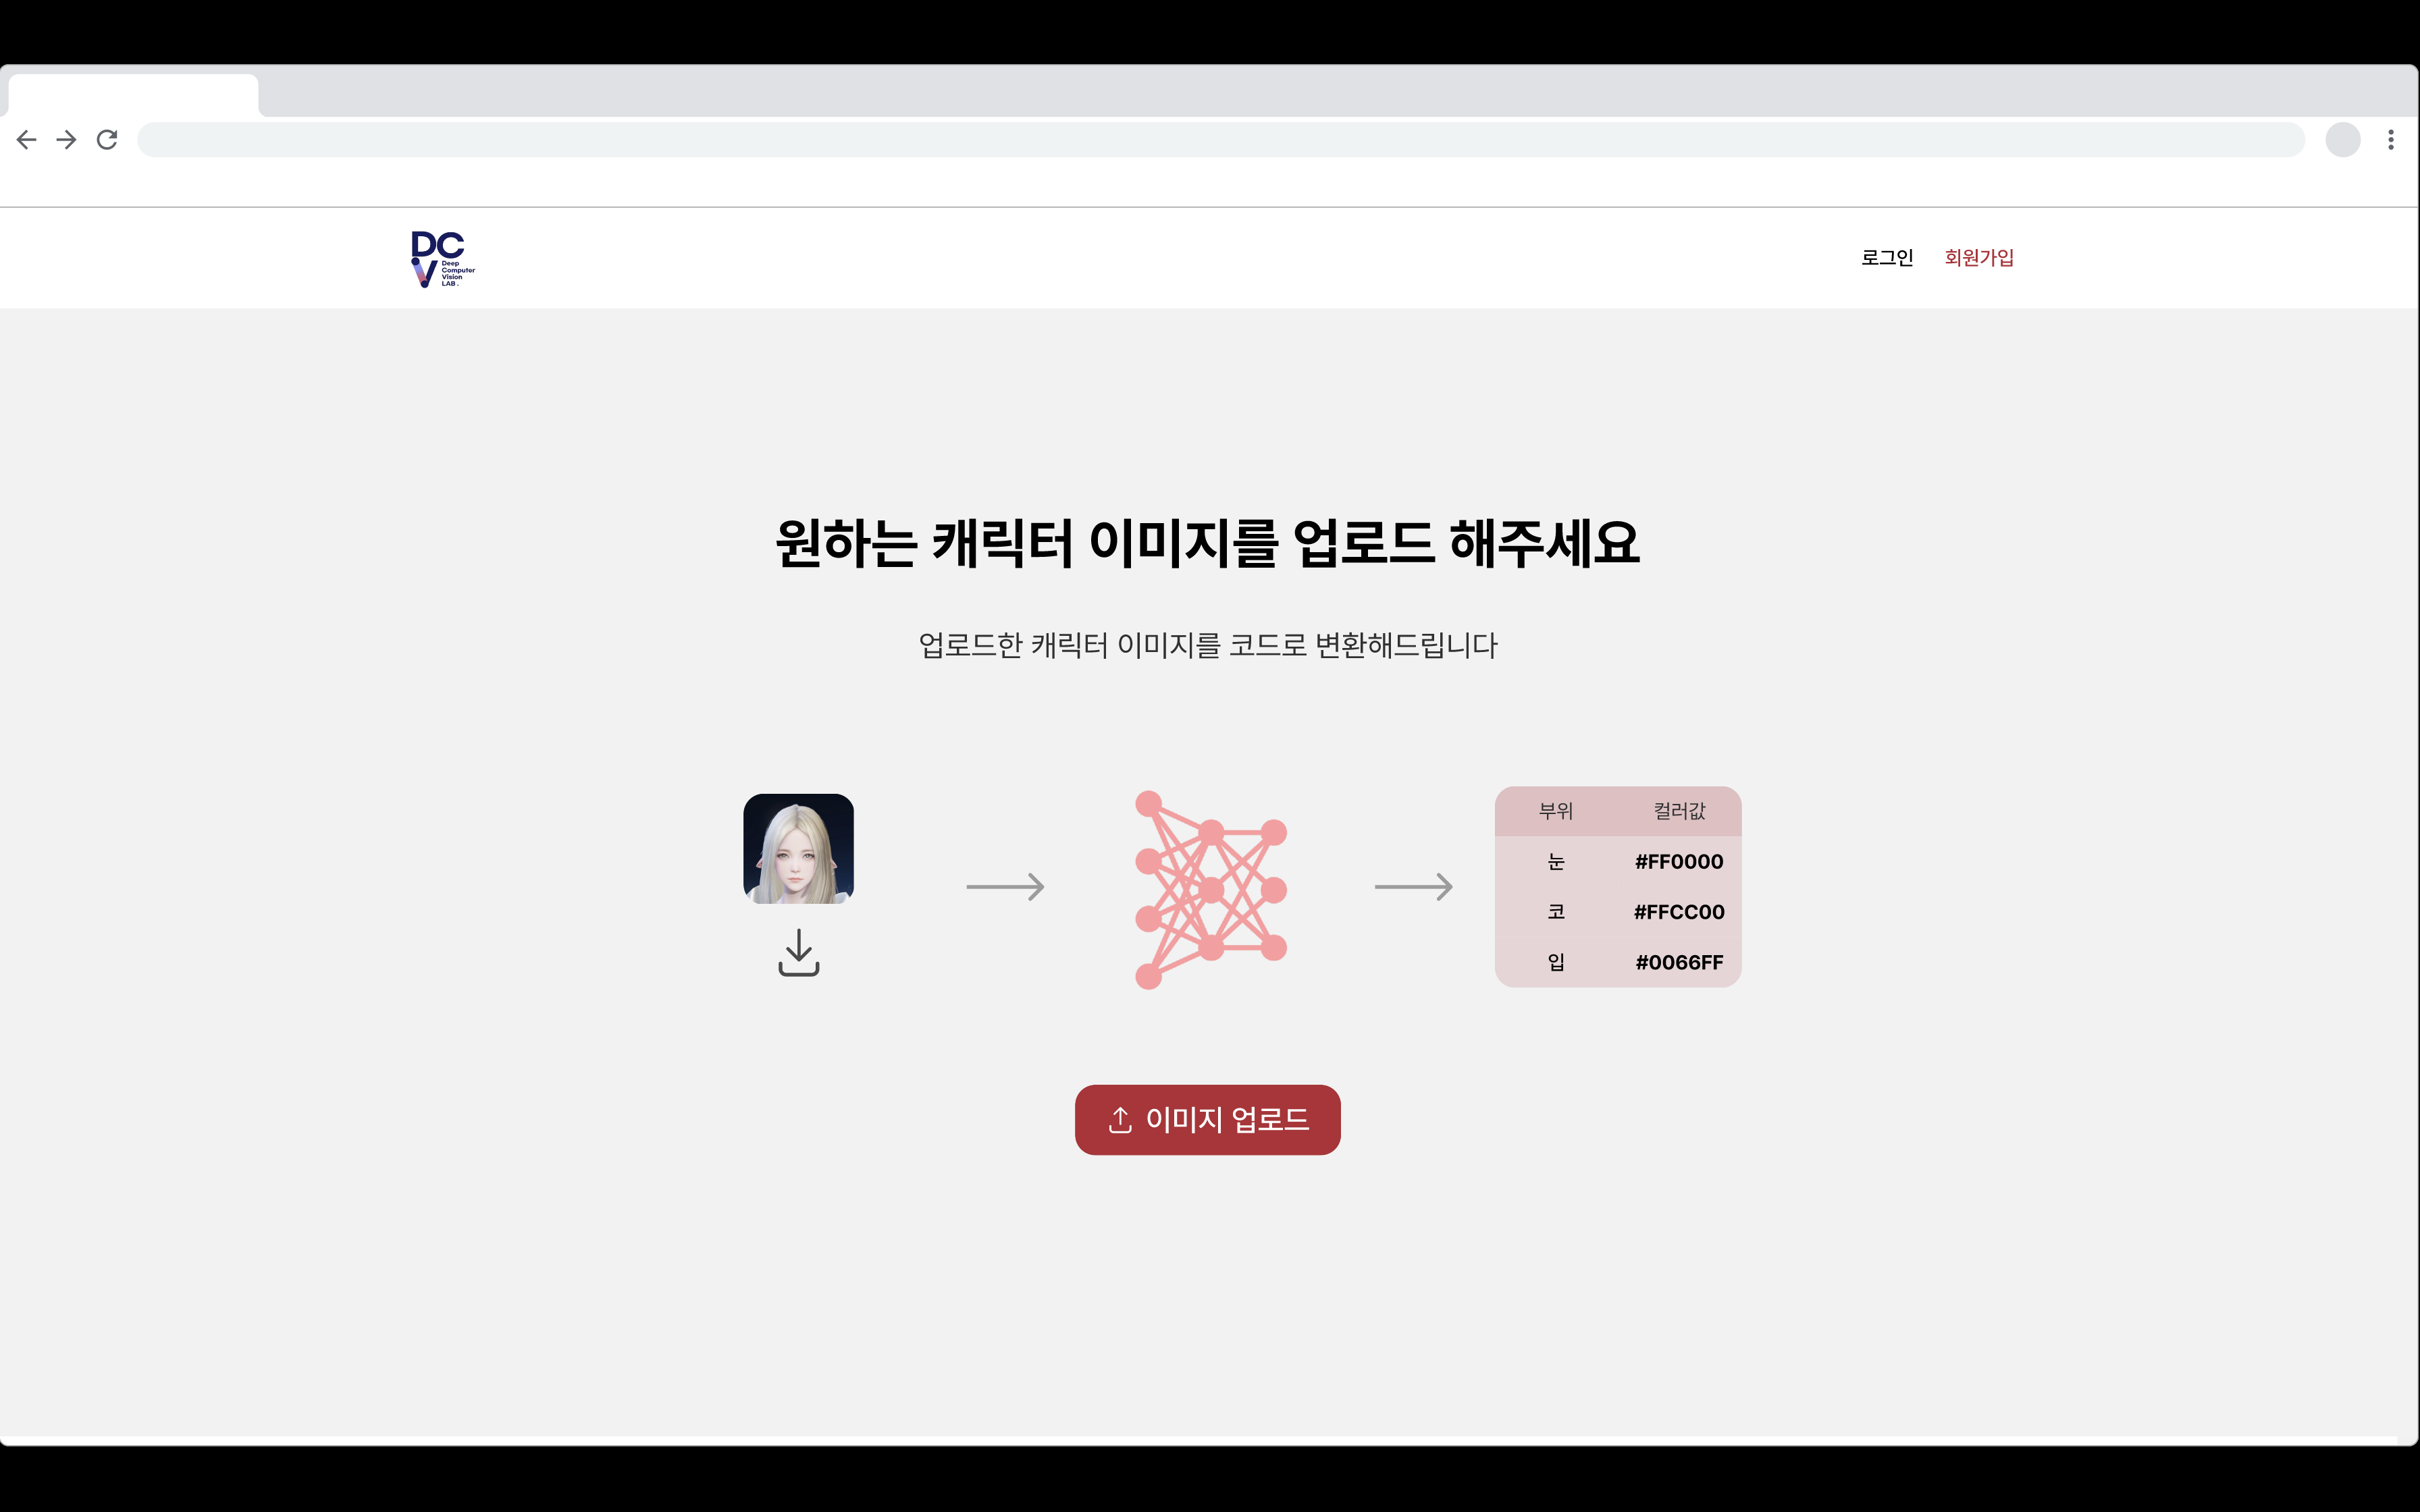 DC
V
Deep
Computer
Vision
LAB .
로그인 회원가입
원하는 캐릭터 이미지를 업로드 해주세요
업로드한 캐릭터 이미지를 코드로 변환해드립니다
부위 컬러값
눈 #FF0000
코 #FFCC00
입 #0066FF
이미지 업로드